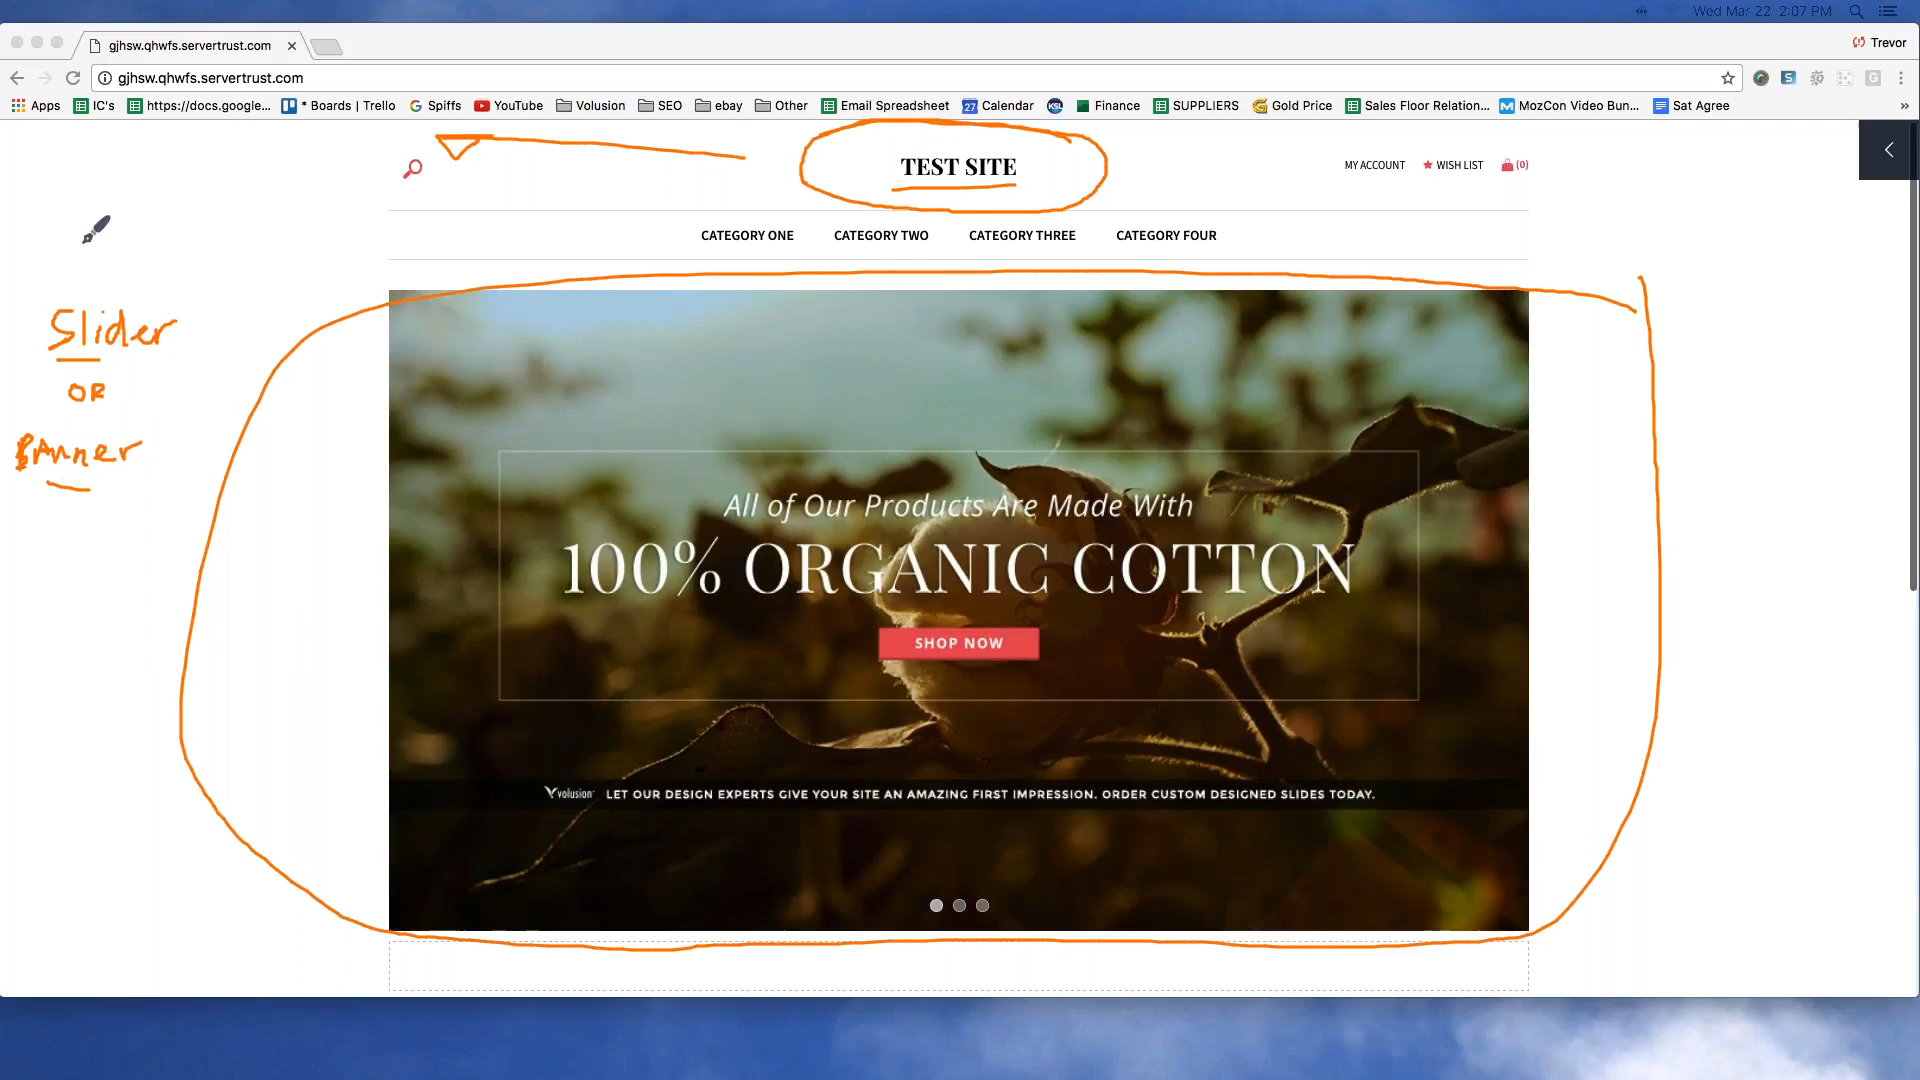 Wed Mar 22 2:07 PM
gjhsw.qhwfs.servertrust.com
Trevor
gjhsw.qhwfs.servertrust.com
Apps IC's https://docs.google... * Boards | Trello Spiffs YouTube Volusion SEO ebay Other Email Spreadsheet 27 Calendar KSL Finance SUPPLIERS Gold Price Sales Floor Relation... MozCon Video Bun... Sat Agree »
TEST SITE
MY ACCOUNT WISH LIST (0)
CATEGORY ONE CATEGORY TWO CATEGORY THREE CATEGORY FOUR
Slider
OR
BAnner
All of Our Products Are Made With
100% ORGANIC COTTON
SHOP NOW
volusion LET OUR DESIGN EXPERTS GIVE YOUR SITE AN AMAZING FIRST IMPRESSION. ORDER CUSTOM DESIGNED SLIDES TODAY.